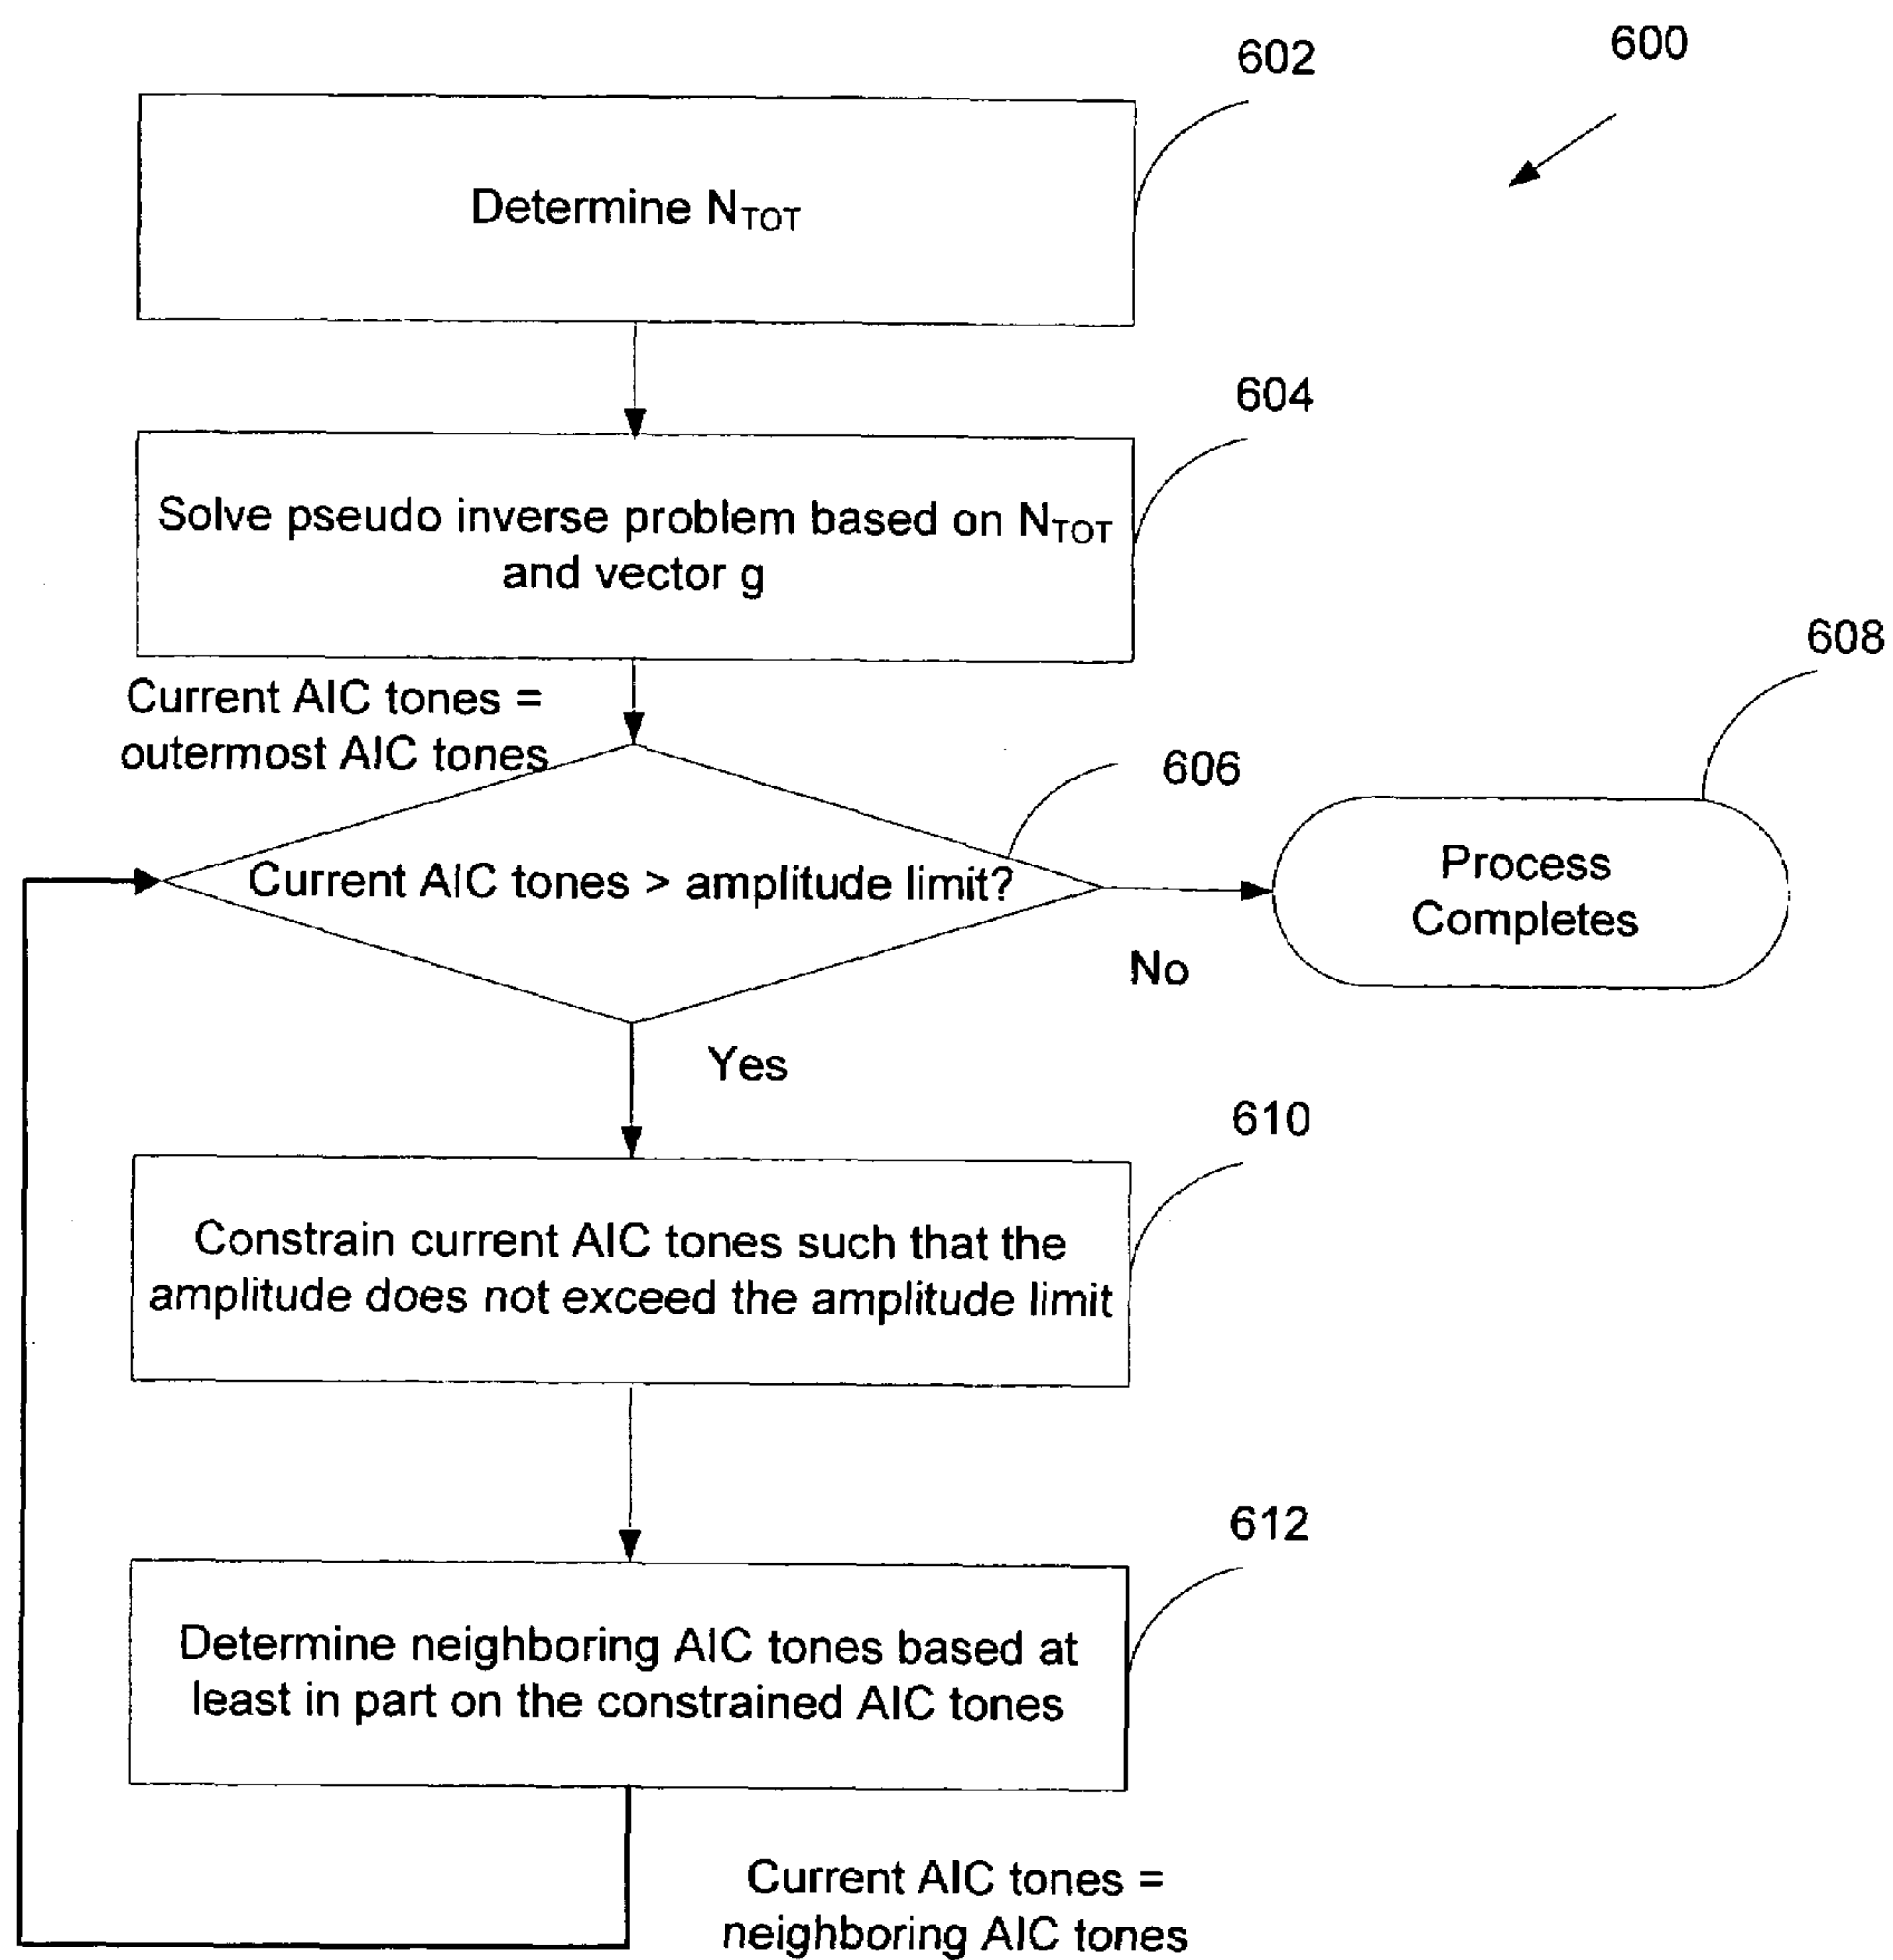 600
602
Determine N_TOT
604
Solve pseudo inverse problem based on N_TOT
and vector g
608
Current AIC tones =
outermost AIC tones
606
Current AIC tones > amplitude limit?
Process
Completes
No
Yes
610
Constrain current AIC tones such that the
amplitude does not exceed the amplitude limit
612
Determine neighboring AIC tones based at
least in part on the constrained AIC tones
Current AIC tones =
neighboring AIC tones